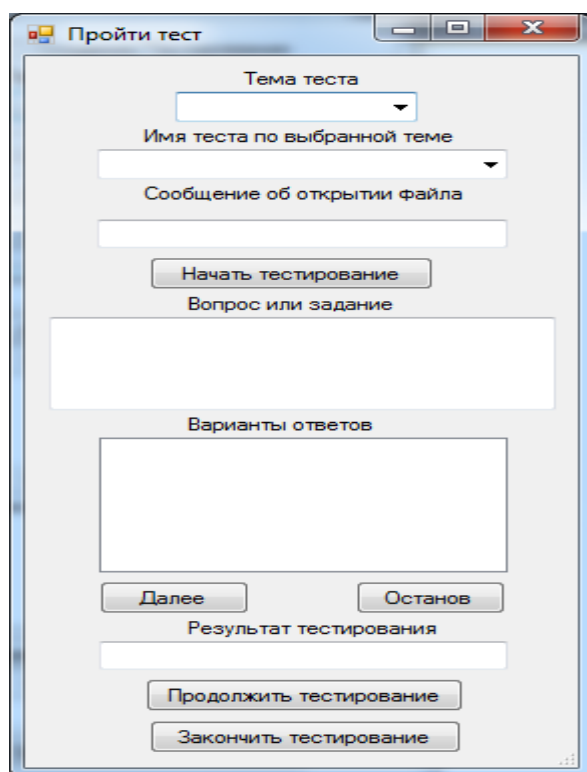 Пройти тест
Тема теста
Имя теста по выбранной теме
Сообщение об открытии файла
Начать тестирование
Вопрос или задание
Варианты ответов
Далее Останов
Результат тестирования
Продолжить тестирование
Закончить тестирование